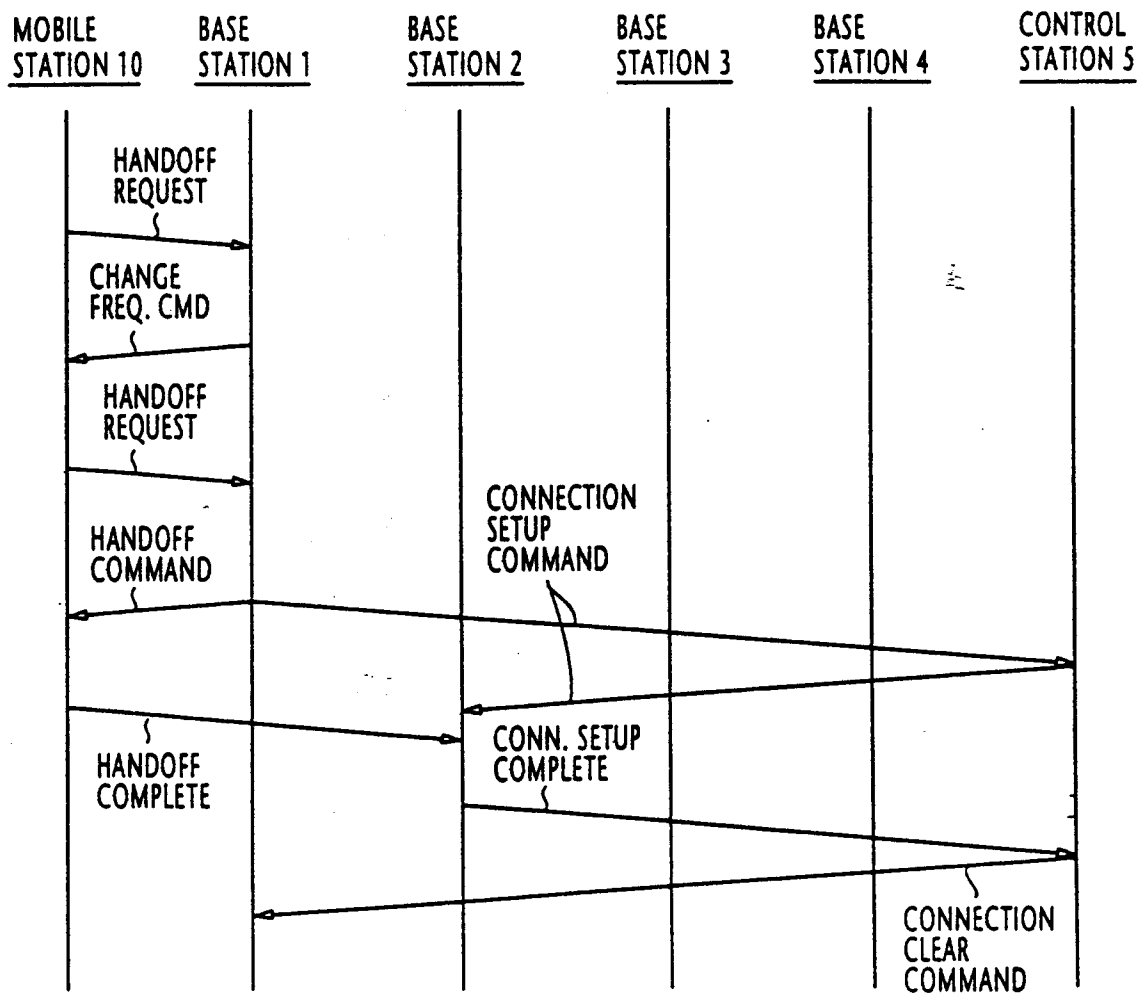 MOBILE
STATION 10
BASE
STATION 1
BASE
STATION 2
BASE
STATION 3
BASE
STATION 4
CONTROL
STATION 5
HANDOFF
REQUEST
CHANGE
FREQ. CMD
HANDOFF
REQUEST
HANDOFF
COMMAND
CONNECTION
SETUP
COMMAND
HANDOFF
COMPLETE
CONN. SETUP
COMPLETE
CONNECTION
CLEAR
COMMAND